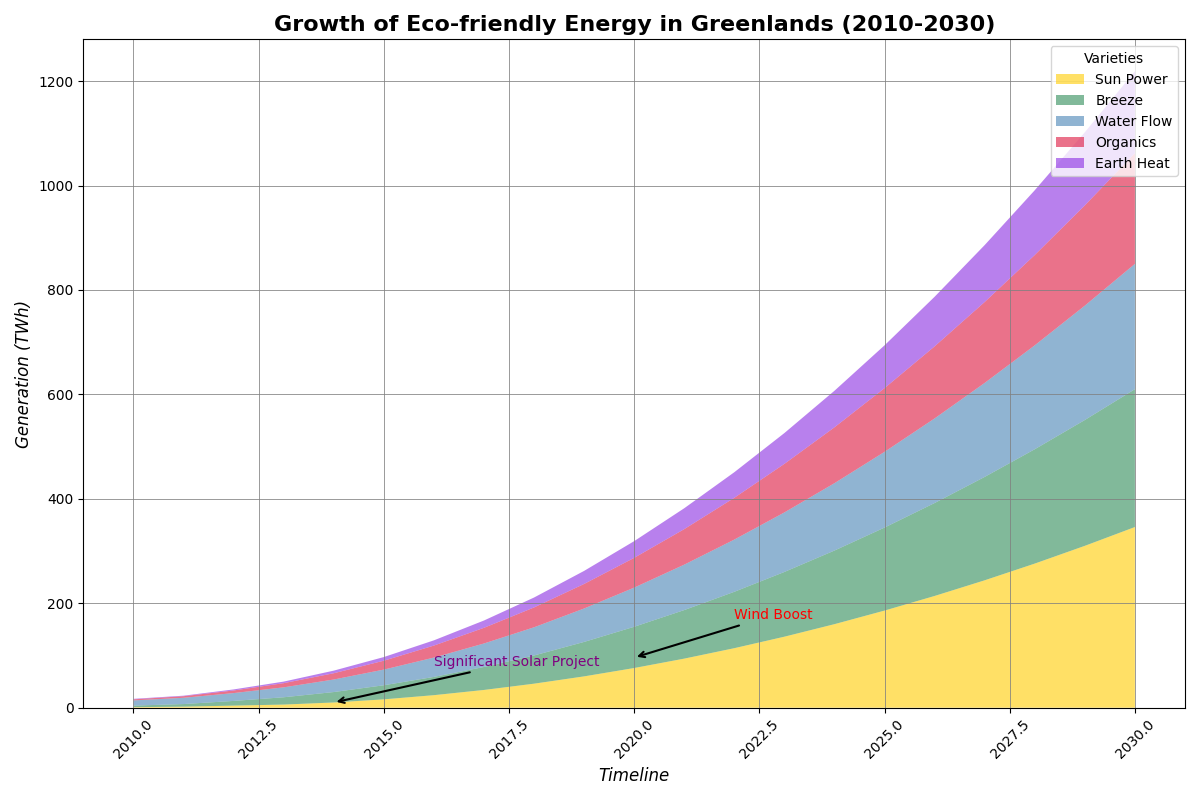 Growth of Eco-friendly Energy in Greenlands (2010-2030)
Varieties
Sun Power
Breeze
Water Flow
Organics
Earth Heat
Generation (TWh)
1200
1000
800
600
400
200
0
Wind Boost
Significant Solar Project
2010.0
2012.5
2015.0
2017.5
2020.0
2022.5
2025.0
2027.5
2030.0
Timeline